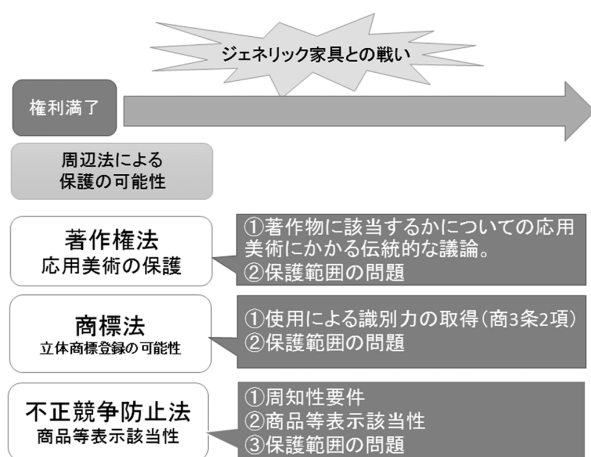 ジェネリック家具との戦い
権利満了
周辺法による
保護の可能性
著作権法
応用美術の保護
①著作物に該当するかについての応用
美術にかかる伝統的な議論。
②保護範囲の問題
商標法
立体商標登録の可能性
①使用による識別力の取得(商3条2項)
②保護範囲の問題
不正競争防止法
商品等表示該当性
①周知性要件
②商品等表示該当性
③保護範囲の問題